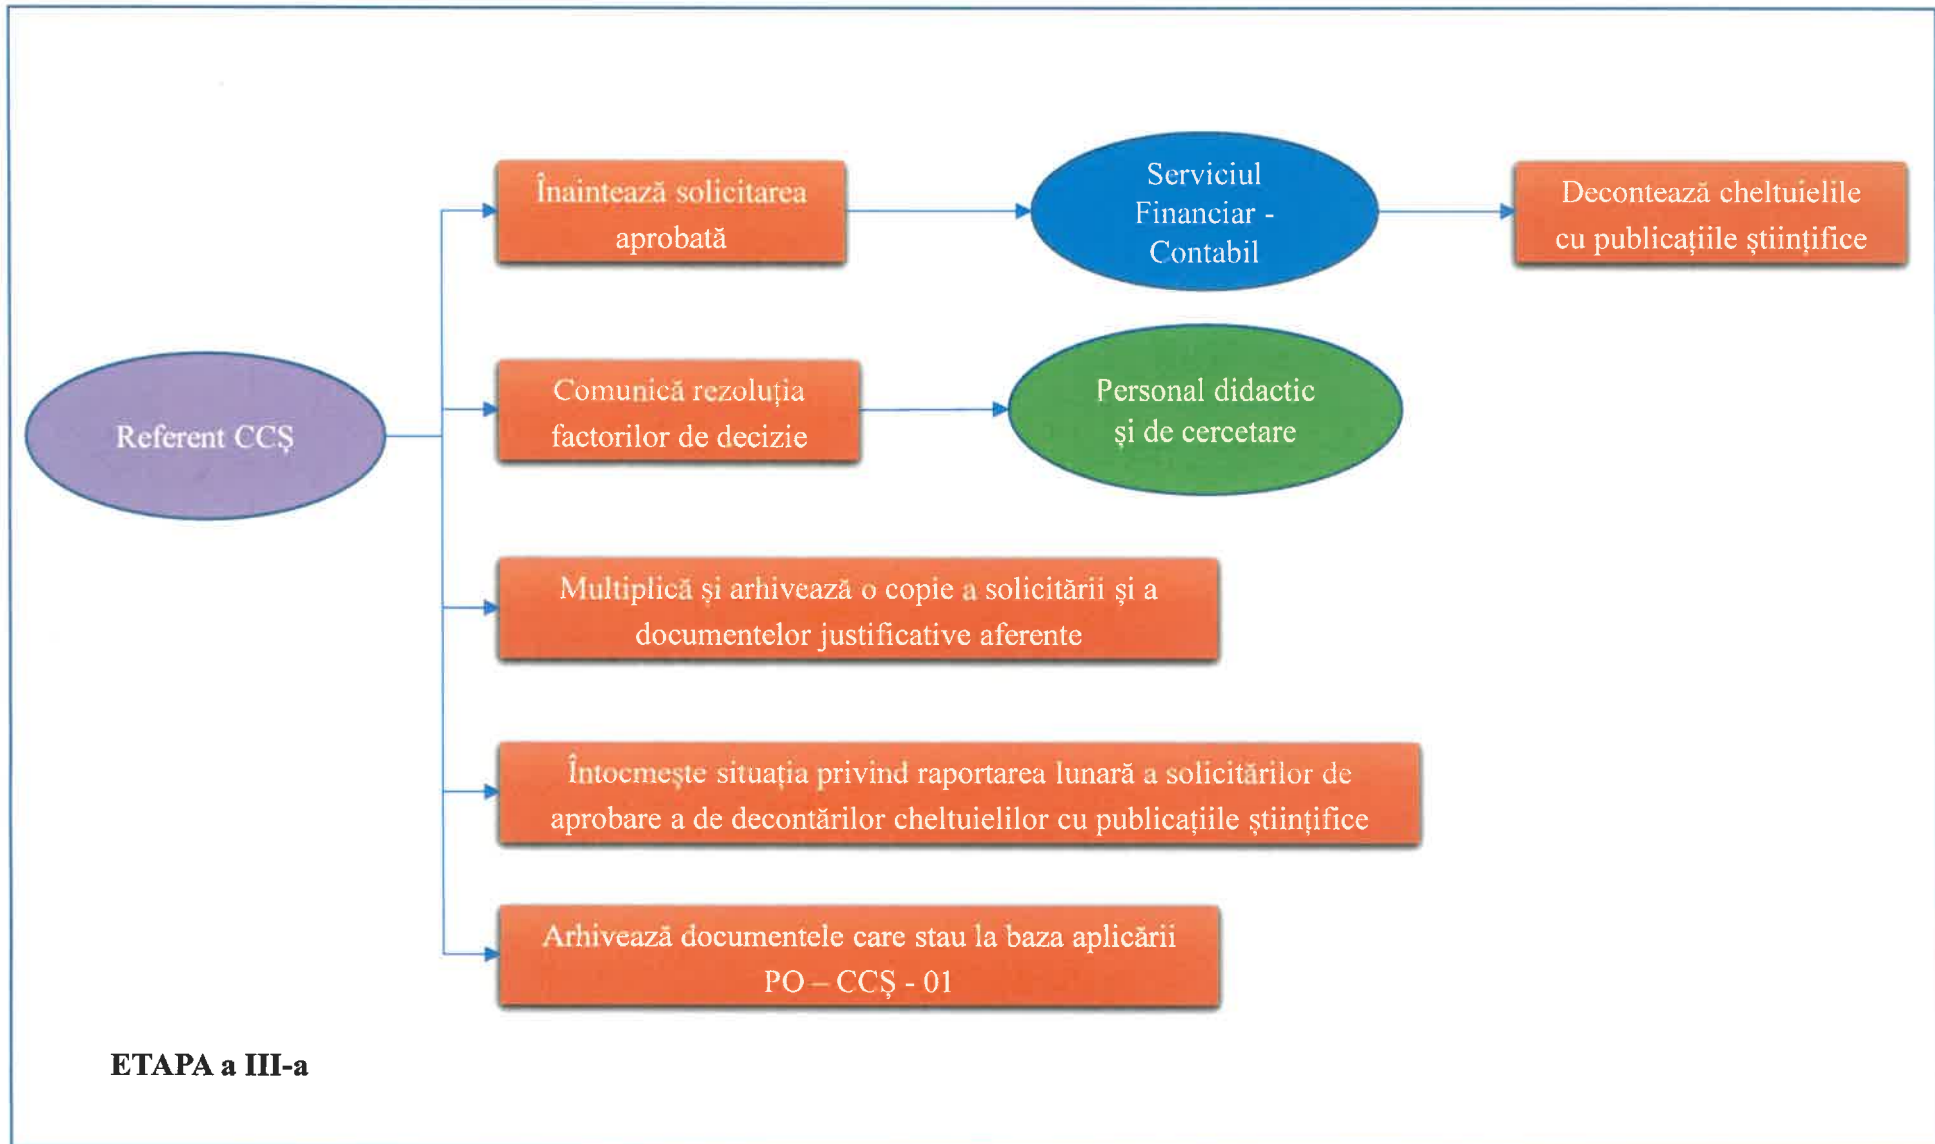 Înaintează solicitarea
aprobată
Serviciul
Financiar -
Contabil
Decontează cheltuielile
cu publicațiile științifice
Referent CCȘ
Comunică rezoluția
factorilor de decizie
Personal didactic
și de cercetare
Multiplică și arhivează o copie a solicitării și a
documentelor justificative aferente
Întocmește situația privind raportarea lunară a solicitărilor de
aprobare a de decontărilor cheltuielilor cu publicațiile științifice
Arhivează documentele care stau la baza aplicării
PO – CCȘ - 01
ETAPA a III-a